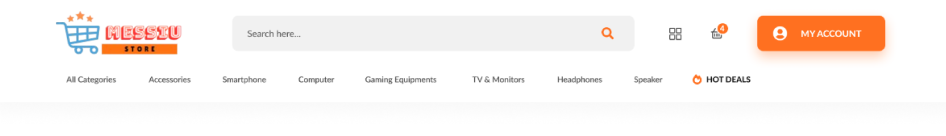 MESSIU
STORE
Search here...
4
MY ACCOUNT
All Categories
Accessories
Smartphone
Computer
Gaming Equipments
TV & Monitors
Headphones
Speaker
HOT DEALS